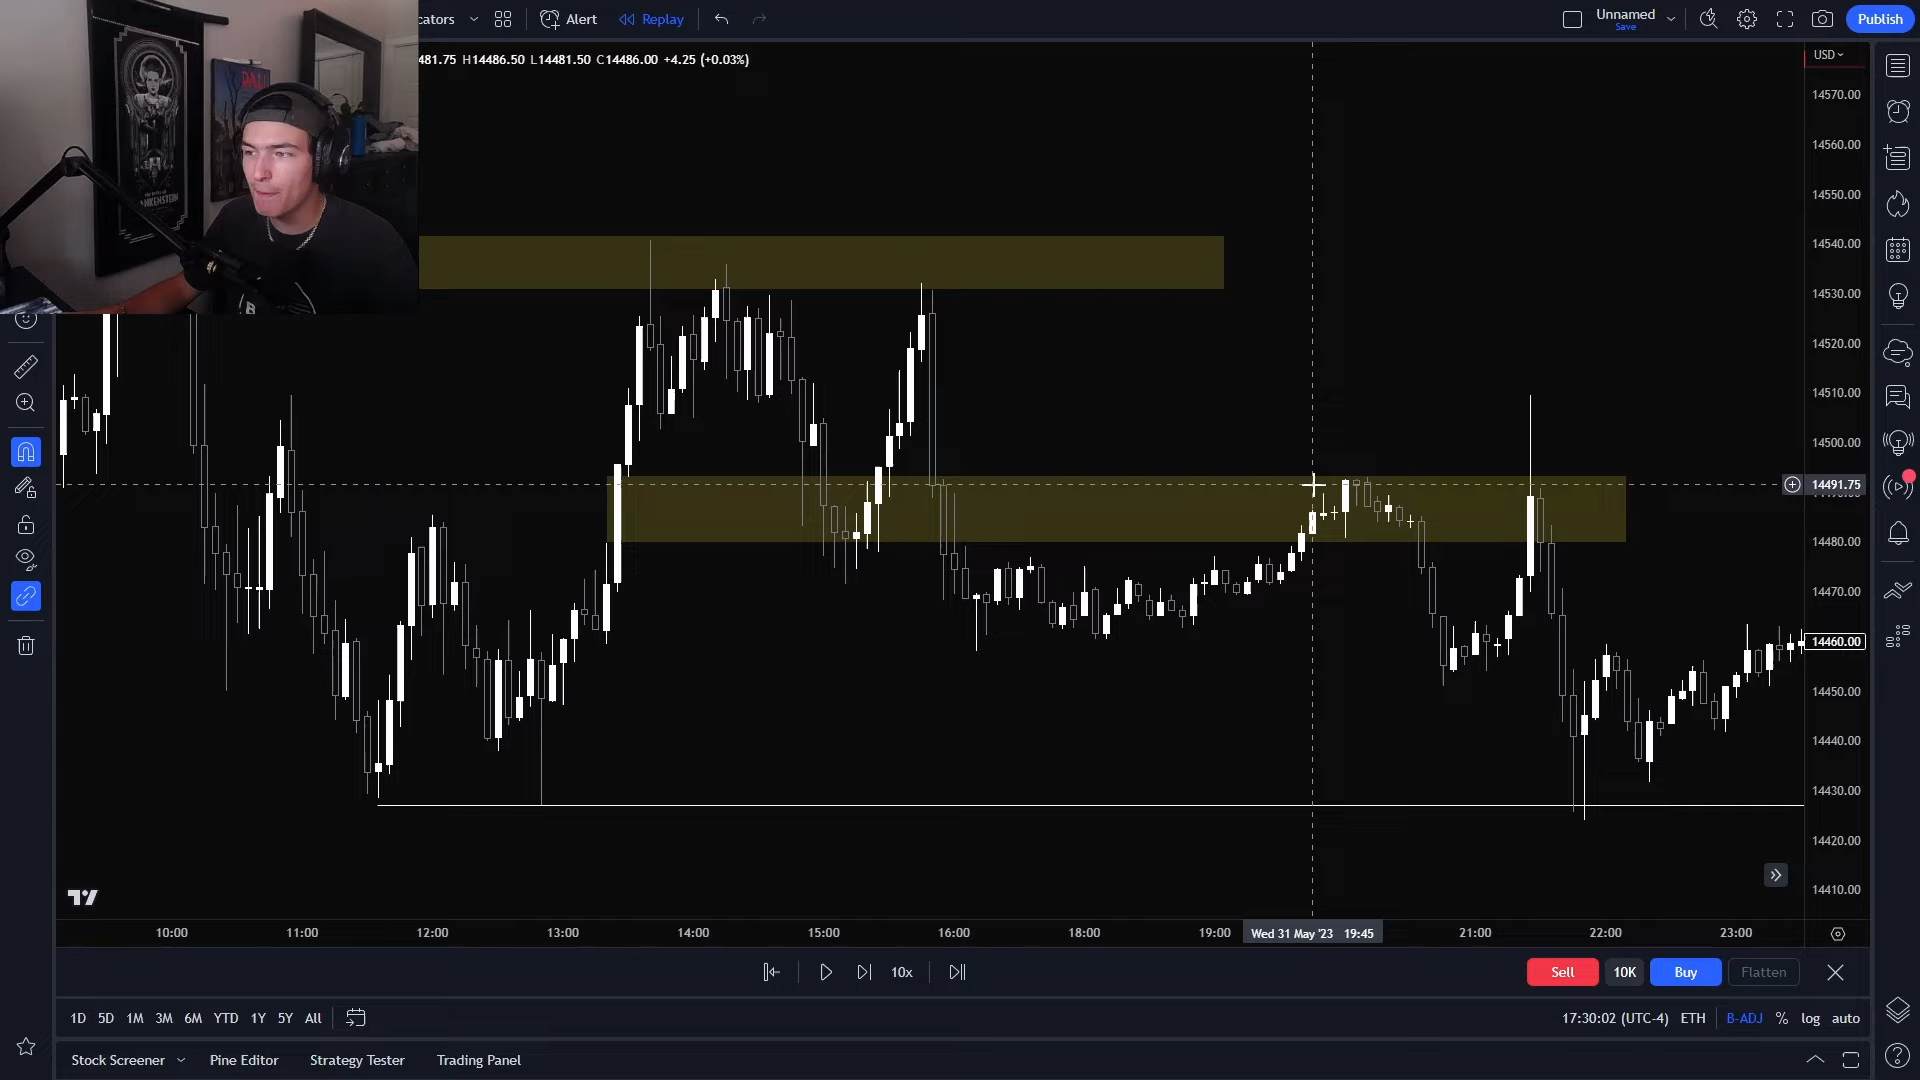 cators Alert Replay Unnamed Save Publish
481.75 H14486.50 L14481.50 C14486.00 +4.25 (+0.03%)
USD
14570.00
14560.00
14550.00
14540.00
14530.00
14520.00
14510.00
14500.00
14491.75
14480.00
14470.00
14460.00
14450.00
14440.00
14430.00
14420.00
14410.00
10:00 11:00 12:00 13:00 14:00 15:00 16:00 18:00 19:00 Wed 31 May '23 19:45 21:00 22:00 23:00
10x Sell 10K Buy Flatten
1D 5D 1M 3M 6M YTD 1Y 5Y All 17:30:02 (UTC-4) ETH B-ADJ % log auto
Stock Screener Pine Editor Strategy Tester Trading Panel